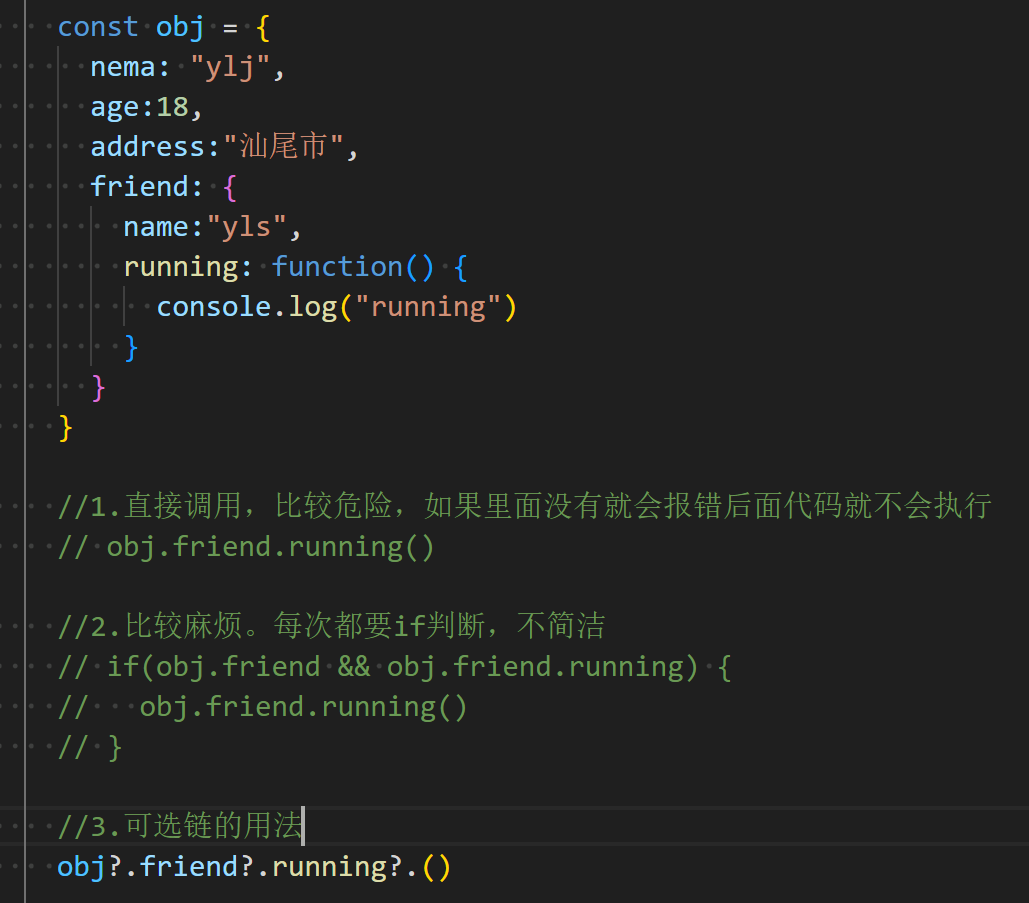 const obj = {
  nema: "ylj",
  age:18,
  address:"汕尾市",
  friend: {
    name:"yls",
    running: function() {
      console.log("running")
    }
  }
}
//1.直接调用，比较危险，如果里面没有就会报错后面代码就不会执行
// obj.friend.running()
//2.比较麻烦。每次都要if判断，不简洁
// if(obj.friend && obj.friend.running) {
//   obj.friend.running()
// }
//3.可选链的用法
obj?.friend?.running?.()